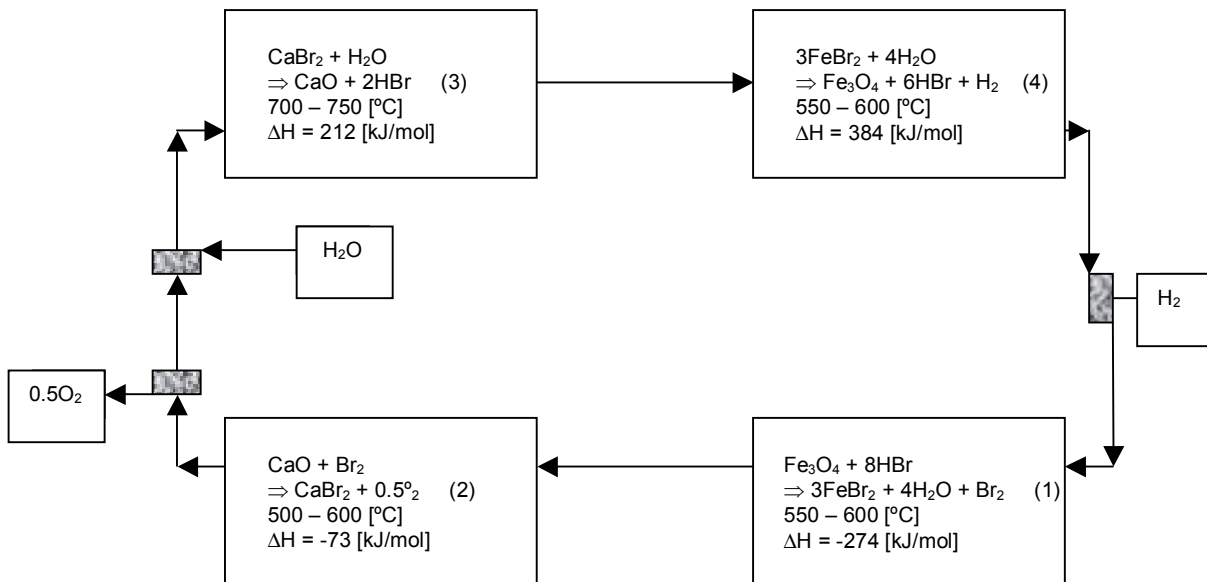 CaBr₂ + H₂O
⇒ CaO + 2HBr (3)
700 – 750 [ºC]
ΔH = 212 [kJ/mol]
3FeBr₂ + 4H₂O
⇒ Fe₃O₄ + 6HBr + H₂ (4)
550 – 600 [ºC]
ΔH = 384 [kJ/mol]
H₂O
H₂
0.5O₂
CaO + Br₂
⇒ CaBr₂ + 0.5º₂ (2)
500 – 600 [ºC]
ΔH = -73 [kJ/mol]
Fe₃O₄ + 8HBr
⇒ 3FeBr₂ + 4H₂O + Br₂ (1)
550 – 600 [ºC]
ΔH = -274 [kJ/mol]